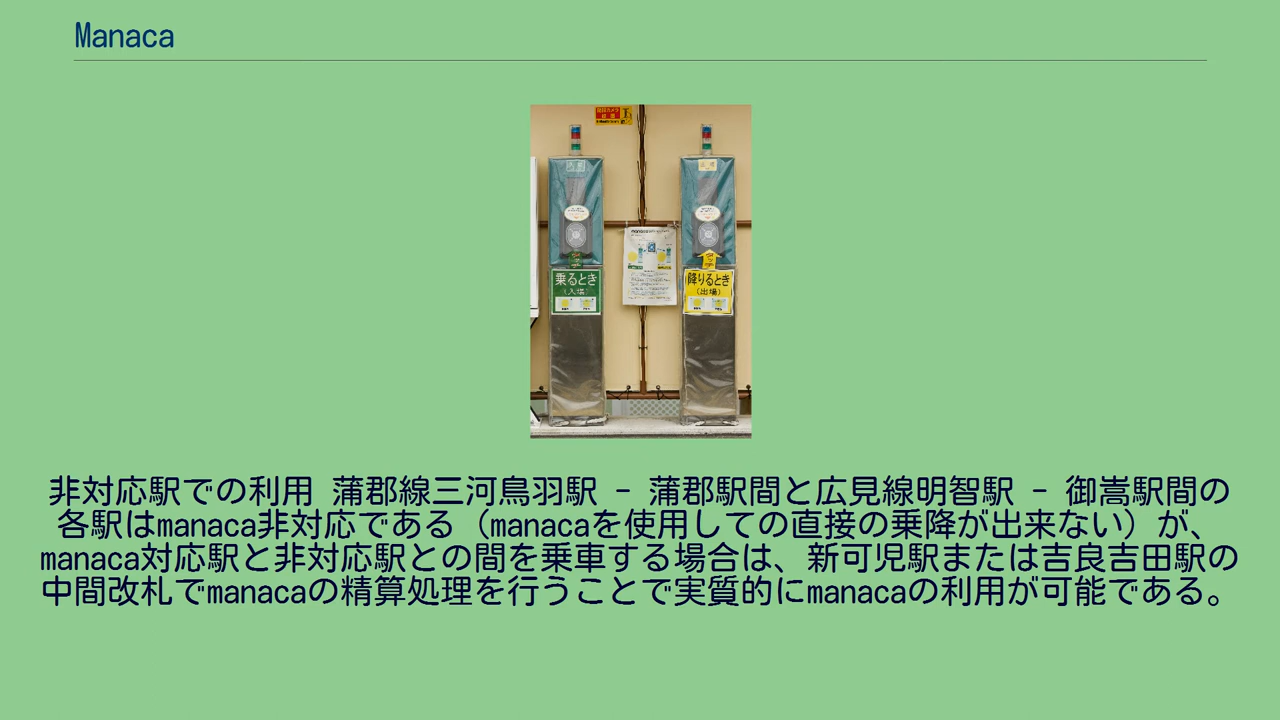 Manaca
乗るとき
(入場)
降りるとき
(出場)
manaca
非対応駅での利用 蒲郡線三河鳥羽駅 - 蒲郡駅間と広見線明智駅 - 御嵩駅間の
各駅はmanaca非対応である（manacaを使用しての直接の乗降が出来ない）が、
manaca対応駅と非対応駅との間を乗車する場合は、新可児駅または吉良吉田駅の
中間改札でmanacaの精算処理を行うことで実質的にmanacaの利用が可能である。